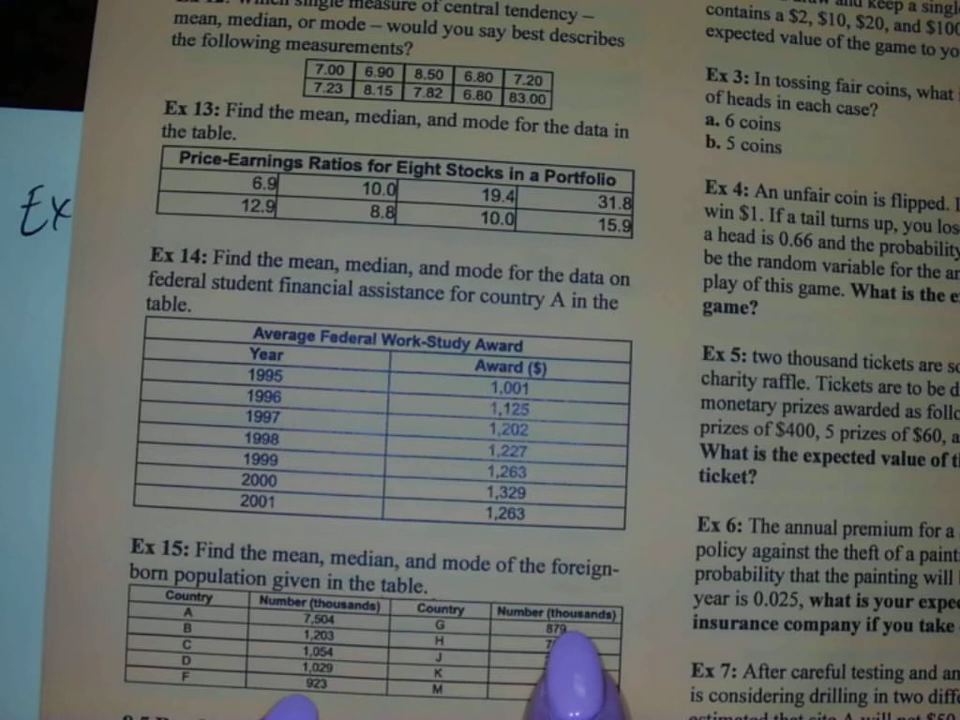 single measure of central tendency –
mean, median, or mode – would you say best describes
the following measurements?
7.00 6.90 8.50 6.80 7.20
7.23 8.15 7.82 6.80 83.00
Ex 13: Find the mean, median, and mode for the data in
the table.
Price-Earnings Ratios for Eight Stocks in a Portfolio
6.9 10.0 19.4 31.8
12.9 8.8 10.0 15.9
Ex 14: Find the mean, median, and mode for the data on
federal student financial assistance for country A in the
table.
Average Federal Work-Study Award
Year Award ($)
1995 1,001
1996 1,125
1997 1,202
1998 1,227
1999 1,263
2000 1,329
2001 1,263
Ex 15: Find the mean, median, and mode of the foreign-
born population given in the table.
Country Number (thousands) Country Number (thousands)
A 7,504 G 879
B 1,203 H
C 1,054 J
D 1,029 K
F 923 M
Ex
keep a singl
contains a $2, $10, $20, and $100
expected value of the game to yo
Ex 3: In tossing fair coins, what
of heads in each case?
a. 6 coins
b. 5 coins
Ex 4: An unfair coin is flipped. I
win $1. If a tail turns up, you los
a head is 0.66 and the probability
be the random variable for the
play of this game. What is the
game?
Ex 5: two thousand tickets are
charity raffle. Tickets are to be d
monetary prizes awarded as follo
prizes of $400, 5 prizes of $60, a
What is the expected value of
ticket?
Ex 6: The annual premium for a
policy against the theft of a paint
probability that the painting will
year is 0.025, what is your expe
insurance company if you take
Ex 7: After careful testing and an
is considering drilling in two diffe